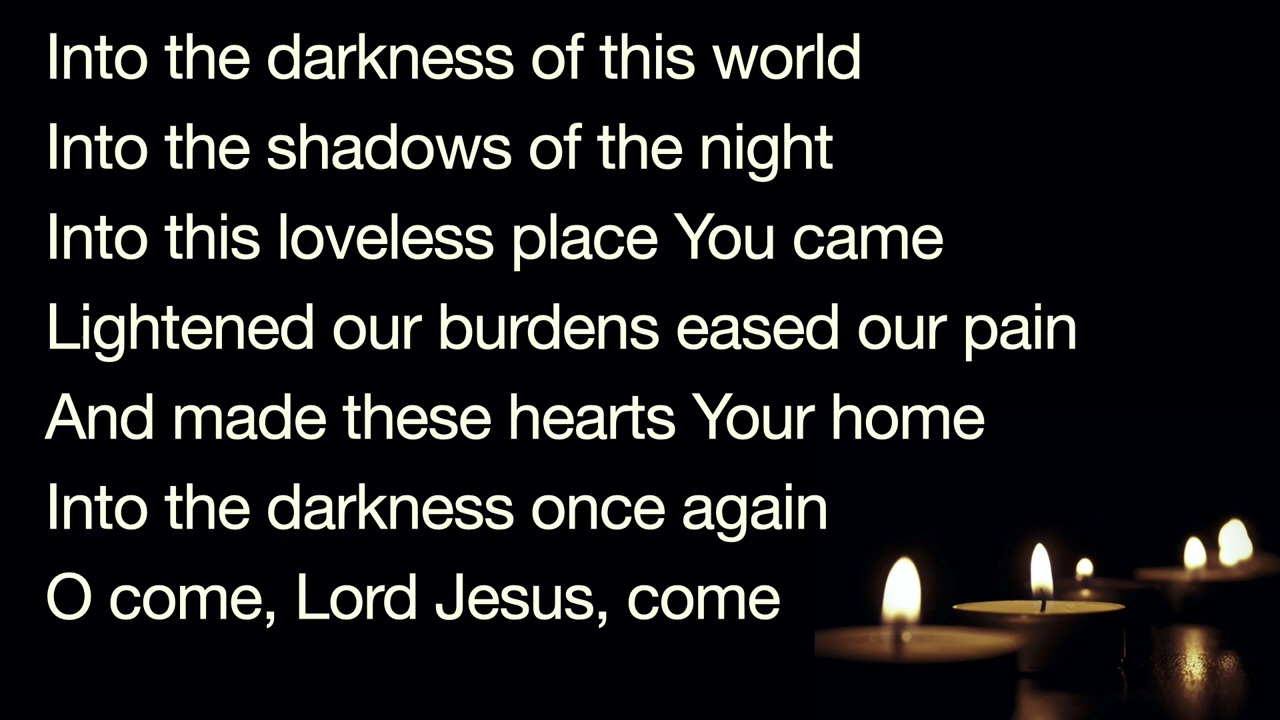 Into the darkness of this world
Into the shadows of the night
Into this loveless place You came
Lightened our burdens eased our pain
And made these hearts Your home
Into the darkness once again
O come, Lord Jesus, come